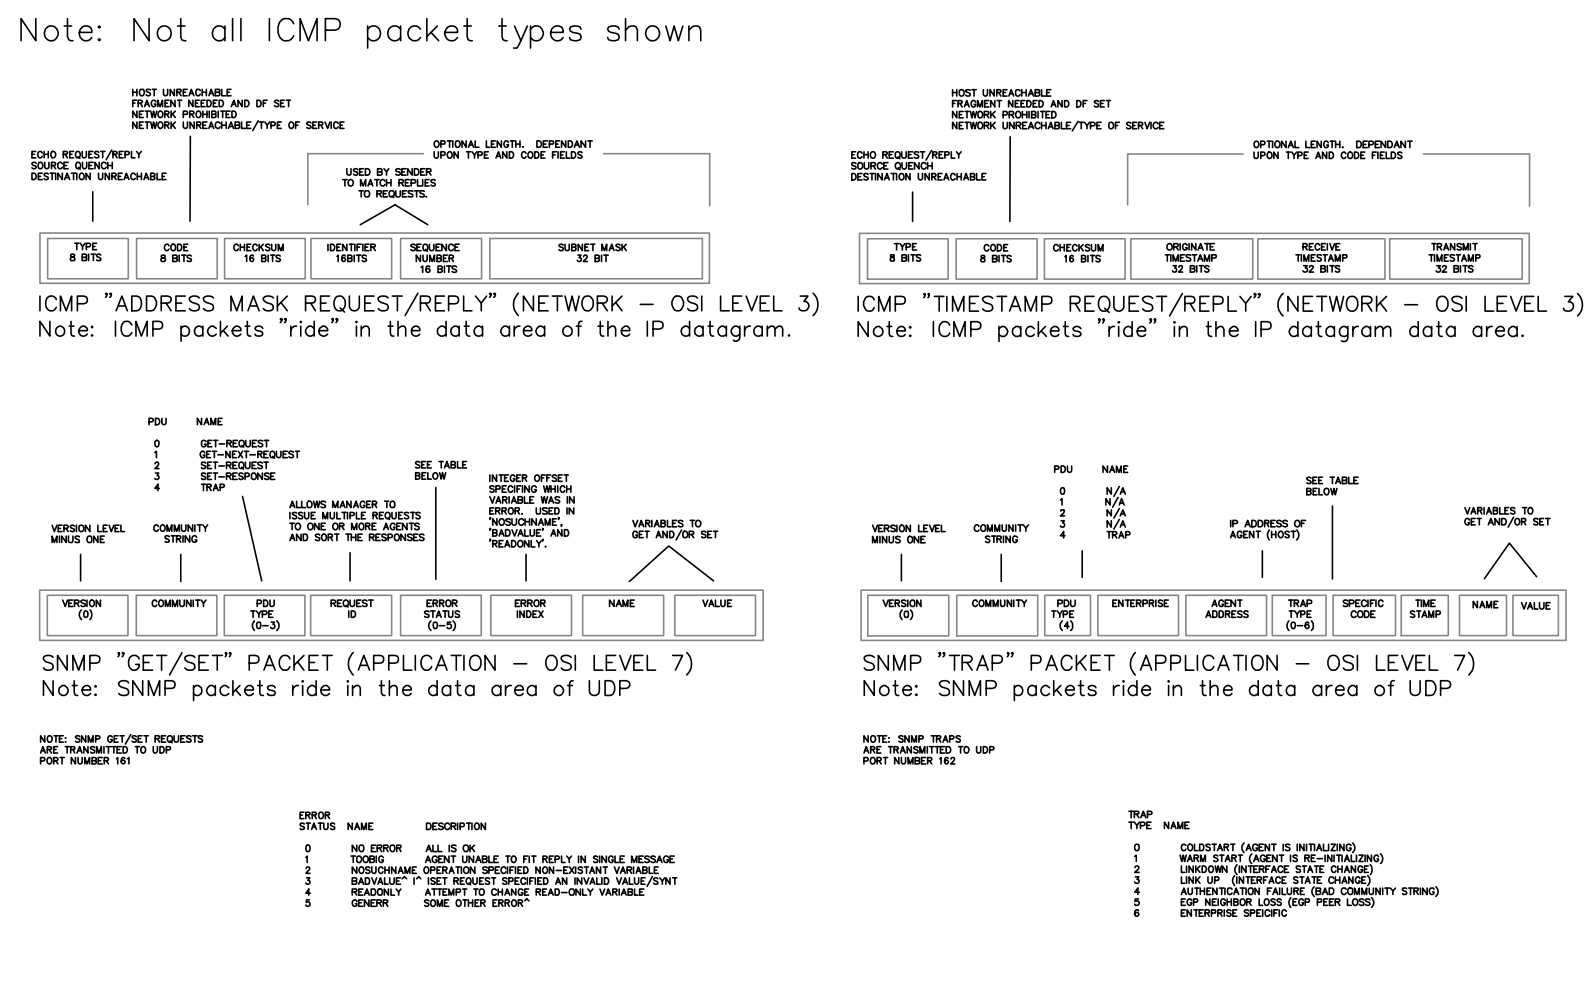 Note: Not all ICMP packet types shown
HOST UNREACHABLE
FRAGMENT NEEDED AND DF SET
NETWORK PROHIBITED
NETWORK UNREACHABLE/TYPE OF SERVICE
ECHO REQUEST/REPLY
SOURCE QUENCH
DESTINATION UNREACHABLE
OPTIONAL LENGTH. DEPENDANT
UPON TYPE AND CODE FIELDS
USED BY SENDER
TO MATCH REPLIES
TO REQUESTS.
TYPE
8 BITS
CODE
8 BITS
CHECKSUM
16 BITS
IDENTIFIER
16BITS
SEQUENCE
NUMBER
16 BITS
SUBNET MASK
32 BIT
ICMP "ADDRESS MASK REQUEST/REPLY" (NETWORK – OSI LEVEL 3)
Note: ICMP packets "ride" in the data area of the IP datagram.
HOST UNREACHABLE
FRAGMENT NEEDED AND DF SET
NETWORK PROHIBITED
NETWORK UNREACHABLE/TYPE OF SERVICE
ECHO REQUEST/REPLY
SOURCE QUENCH
DESTINATION UNREACHABLE
OPTIONAL LENGTH. DEPENDANT
UPON TYPE AND CODE FIELDS
TYPE
8 BITS
CODE
8 BITS
CHECKSUM
16 BITS
ORIGINATE
TIMESTAMP
32 BITS
RECEIVE
TIMESTAMP
32 BITS
TRANSMIT
TIMESTAMP
32 BITS
ICMP "TIMESTAMP REQUEST/REPLY" (NETWORK – OSI LEVEL 3)
Note: ICMP packets "ride" in the IP datagram data area.
PDU NAME
0 GET–REQUEST
1 GET–NEXT–REQUEST
2 SET–REQUEST
3 SET–RESPONSE
4 TRAP
VERSION LEVEL
MINUS ONE
COMMUNITY
STRING
ALLOWS MANAGER TO
ISSUE MULTIPLE REQUESTS
TO ONE OR MORE AGENTS
AND SORT THE RESPONSES
SEE TABLE
BELOW
INTEGER OFFSET
SPECIFING WHICH
VARIABLE WAS IN
ERROR. USED IN
'NOSUCHNAME',
'BADVALUE' AND
'READONLY'.
VARIABLES TO
GET AND/OR SET
VERSION
(0)
COMMUNITY
PDU
TYPE
(0–3)
REQUEST
ID
ERROR
STATUS
(0–5)
ERROR
INDEX
NAME
VALUE
SNMP "GET/SET" PACKET (APPLICATION – OSI LEVEL 7)
Note: SNMP packets ride in the data area of UDP
NOTE: SNMP GET/SET REQUESTS
ARE TRANSMITTED TO UDP
PORT NUMBER 161
ERROR
STATUS NAME DESCRIPTION
0 NO ERROR ALL IS OK
1 TOOBIG AGENT UNABLE TO FIT REPLY IN SINGLE MESSAGE
2 NOSUCHNAME OPERATION SPECIFIED NON–EXISTANT VARIABLE
3 BADVALUE^ I^ ISET REQUEST SPECIFIED AN INVALID VALUE/SYNT
4 READONLY ATTEMPT TO CHANGE READ–ONLY VARIABLE
5 GENERR SOME OTHER ERROR^
PDU NAME
0 N/A
1 N/A
2 N/A
3 N/A
4 TRAP
VERSION LEVEL
MINUS ONE
COMMUNITY
STRING
IP ADDRESS OF
AGENT (HOST)
SEE TABLE
BELOW
VARIABLES TO
GET AND/OR SET
VERSION
(0)
COMMUNITY
PDU
TYPE
(4)
ENTERPRISE
AGENT
ADDRESS
TRAP
TYPE
(0–6)
SPECIFIC
CODE
TIME
STAMP
NAME
VALUE
SNMP "TRAP" PACKET (APPLICATION – OSI LEVEL 7)
Note: SNMP packets ride in the data area of UDP
NOTE: SNMP TRAPS
ARE TRANSMITTED TO UDP
PORT NUMBER 162
TRAP
TYPE NAME
0 COLDSTART (AGENT IS INITIALIZING)
1 WARM START (AGENT IS RE–INITIALIZING)
2 LINKDOWN (INTERFACE STATE CHANGE)
3 LINK UP (INTERFACE STATE CHANGE)
4 AUTHENTICATION FAILURE (BAD COMMUNITY STRING)
5 EGP NEIGHBOR LOSS (EGP PEER LOSS)
6 ENTERPRISE SPEICIFIC